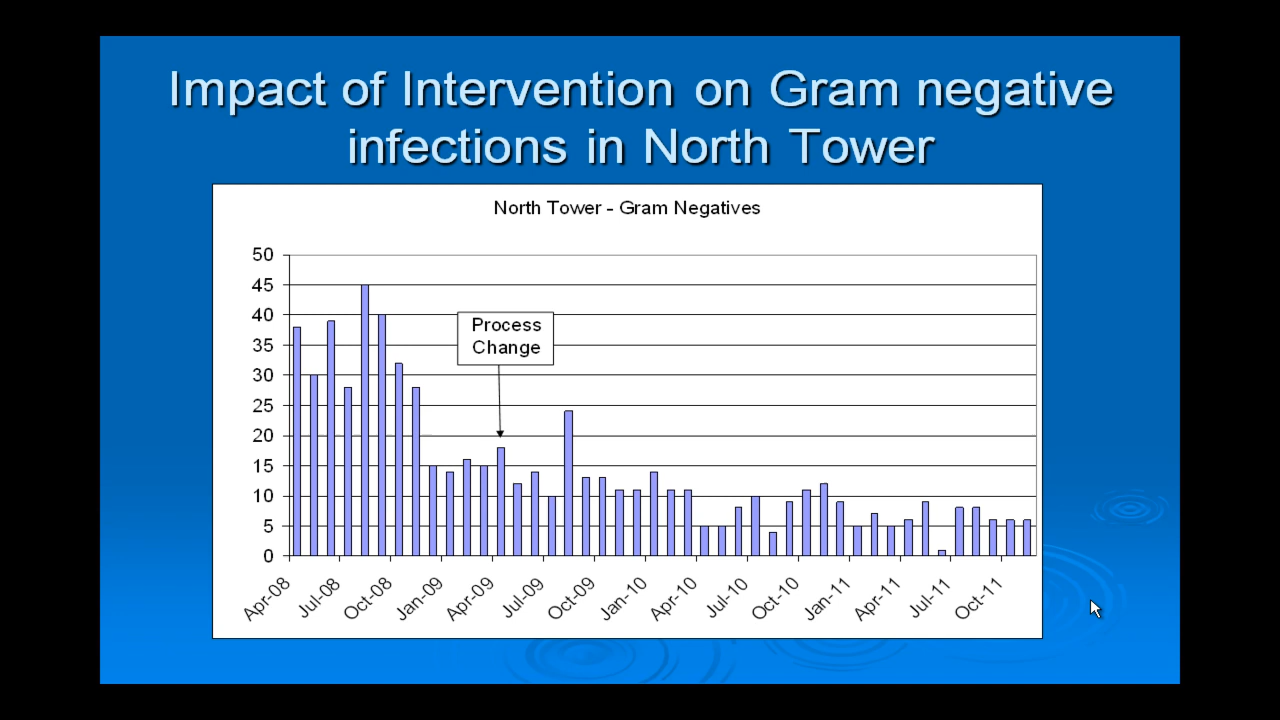 Impact of Intervention on Gram negative
infections in North Tower
North Tower - Gram Negatives
50
45
40
35
30
25
20
15
10
5
0
Process
Change
Apr-08
Jul-08
Oct-08
Jan-09
Apr-09
Jul-09
Oct-09
Jan-10
Apr-10
Jul-10
Oct-10
Jan-11
Apr-11
Jul-11
Oct-11